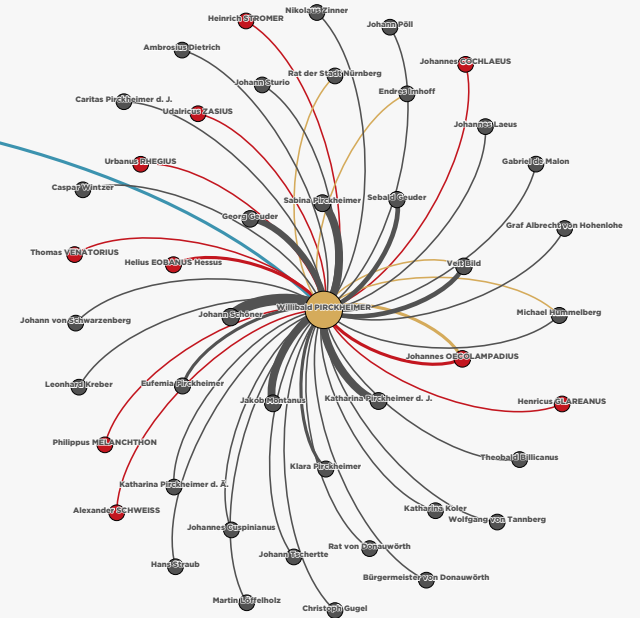 Nikolaus Zinner
Heinrich STROMER
Johann Pöll
Ambrosius Dietrich
Johannes COCHLAEUS
Rat der Stadt Nürnberg
Johann Sturio
Endres Imhoff
Caritas Pirckheimer d. J.
Udalricus ZASIUS
Johannes Laeus
Urbanus RHEGIUS
Gabriel de Malon
Caspar Wintzer
Sabina Pirckheimer
Sebald Geuder
Georg Geuder
Graf Albrecht von Hohenlohe
Thomas VENATORIUS
Helius EOBANUS Hessus
Veit Bild
Willibald PIRCKHEIMER
Johann Schöner
Michael Hummelberg
Johann von Schwarzenberg
Johannes OECOLAMPADIUS
Leonhard Kreber
Eufemia Pirckheimer
Jakob Montanus
Katharina Pirckheimer d. J.
Henricus GLAREANUS
Philippus MELANCHTHON
Theobald Billicanus
Klara Pirckheimer
Katharina Pirckheimer d. Ä.
Alexander SCHWEISS
Katharina Koler
Wolfgang von Tannberg
Johannes Cuspinianus
Rat von Donauwörth
Johann Tschertte
Hans Straub
Bürgermeister von Donauwörth
Martin Löffelholz
Christoph Gugel